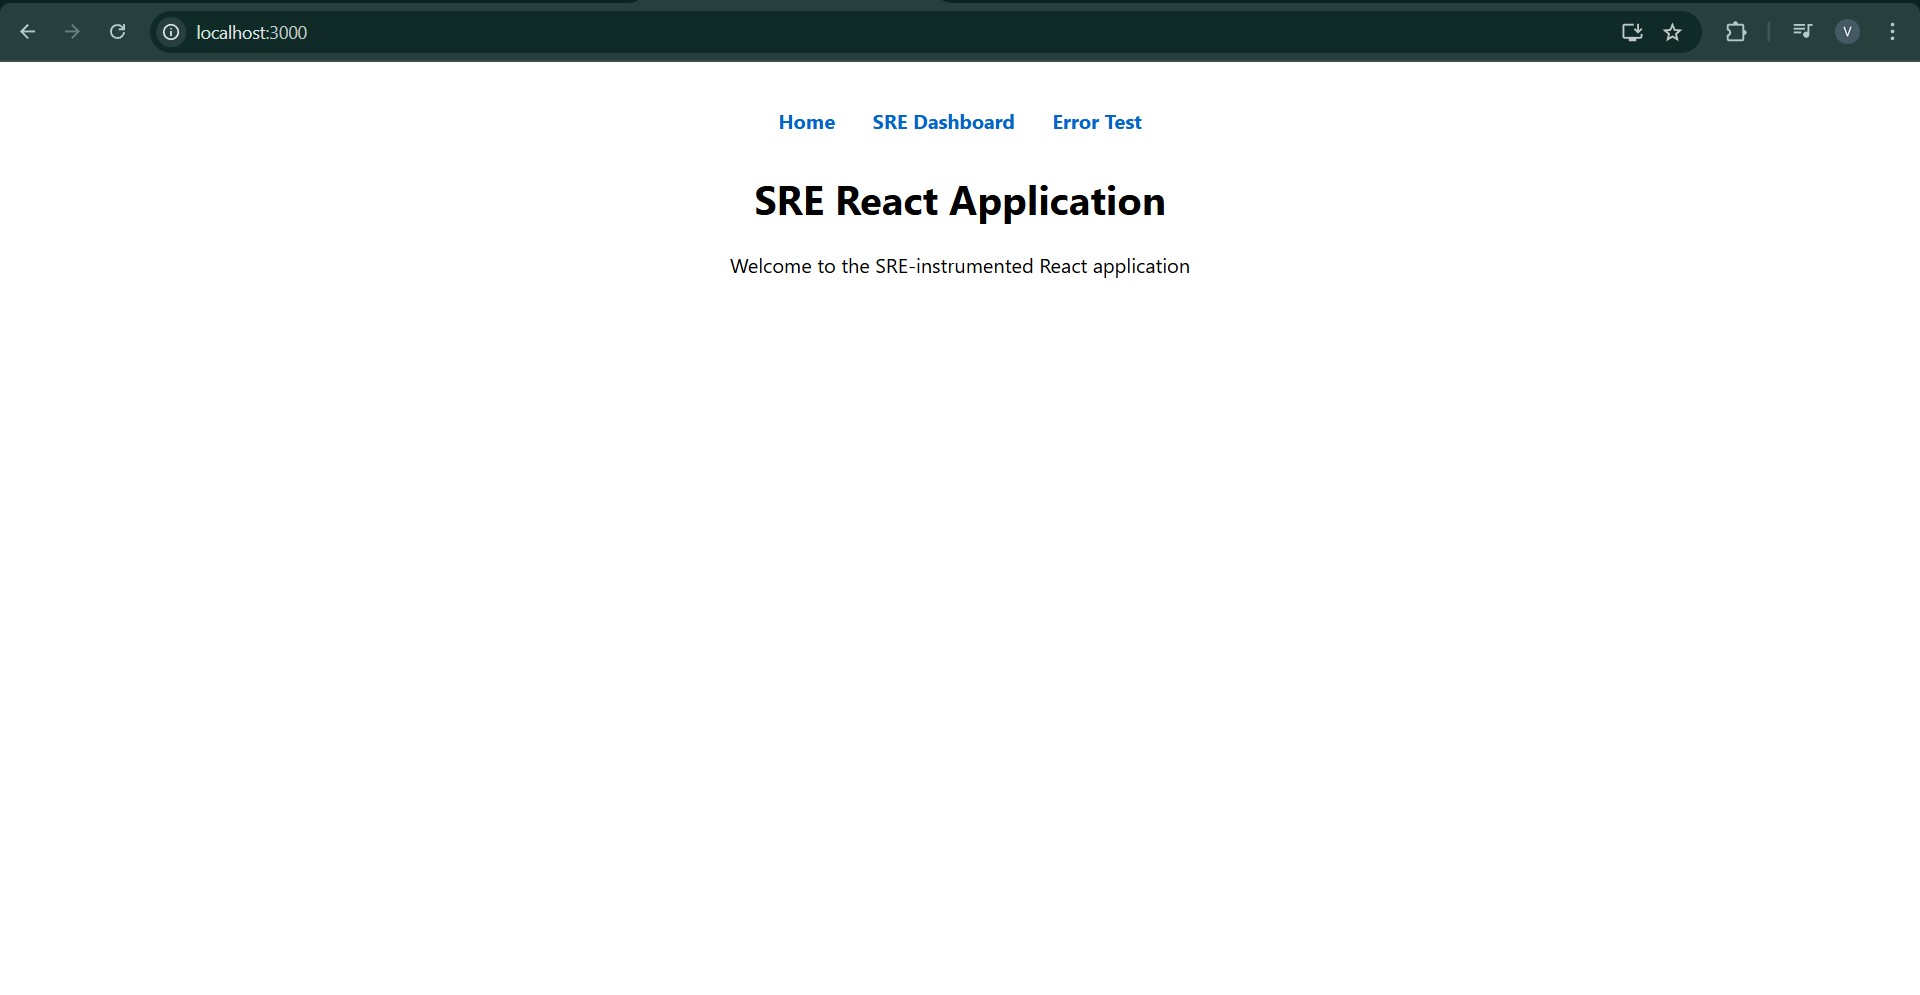 localhost:3000
V
Home SRE Dashboard Error Test
SRE React Application
Welcome to the SRE-instrumented React application